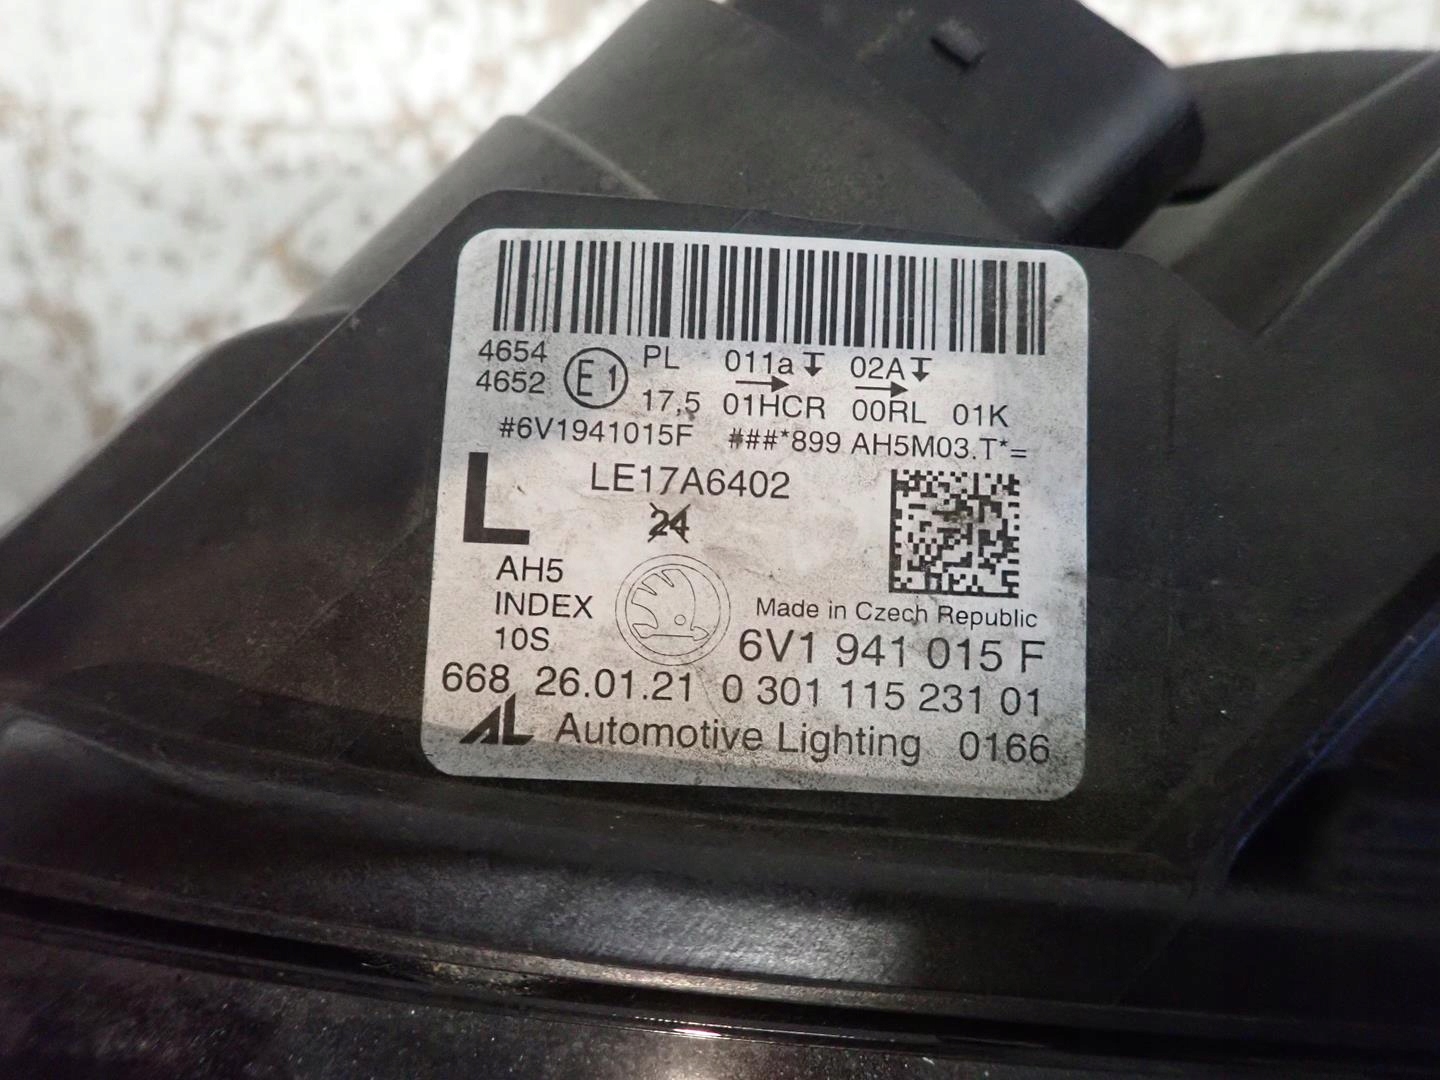 4654 E1 PL 011a 02A
4652 17,5 01HCR 00RL 01K
#6V1941015F ###*899 AH5M03.T*=
L LE17A6402
24
AH5
INDEX Made in Czech Republic
10S 6V1 941 015 F
668 26.01.21 0 301 115 231 01
AL Automotive Lighting 0166